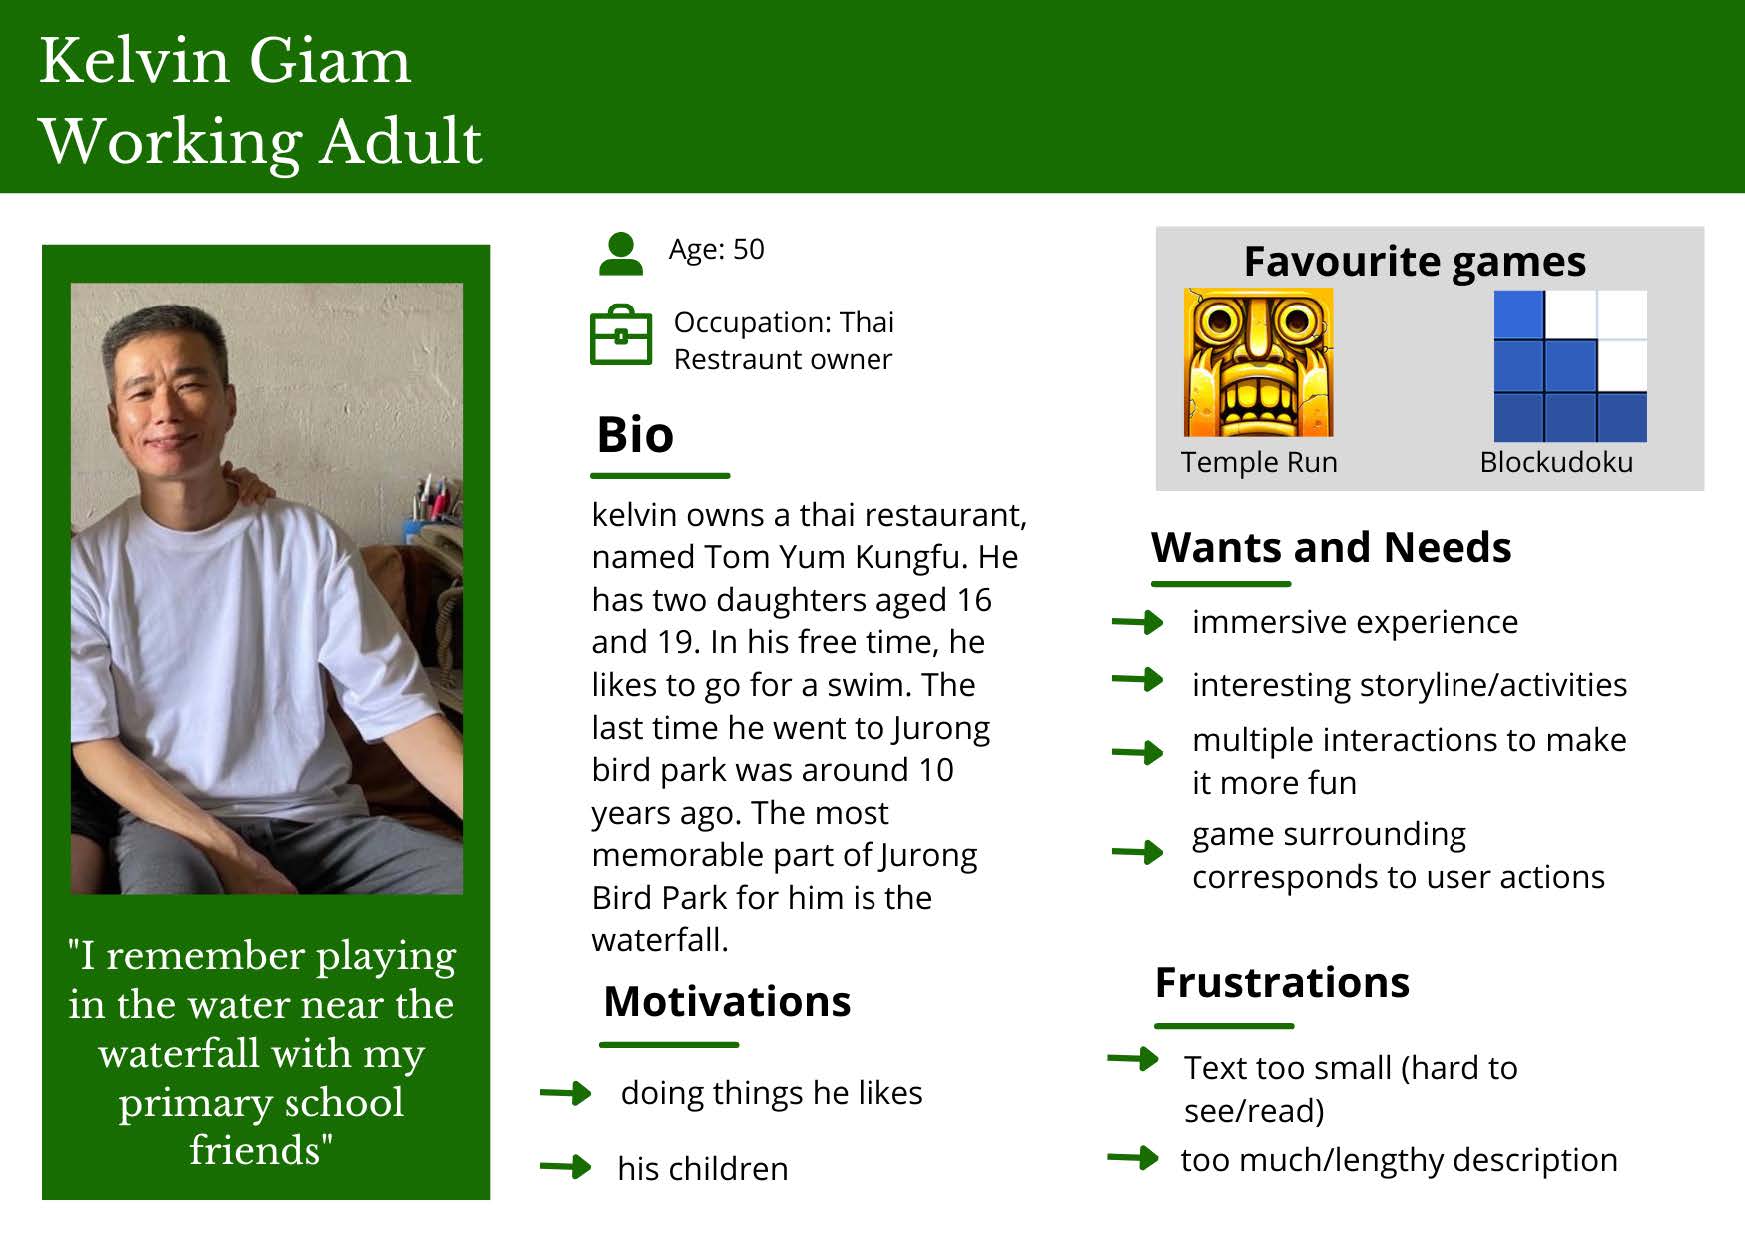 Kelvin Giam
Working Adult
"I remember playing
in the water near the
waterfall with my
primary school
friends"
Age: 50
Occupation: Thai
Restraunt owner
Bio
kelvin owns a thai restaurant,
named Tom Yum Kungfu. He
has two daughters aged 16
and 19. In his free time, he
likes to go for a swim. The
last time he went to Jurong
bird park was around 10
years ago. The most
memorable part of Jurong
Bird Park for him is the
waterfall.
Motivations
doing things he likes
his children
Favourite games
Temple Run
Blockudoku
Wants and Needs
immersive experience
interesting storyline/activities
multiple interactions to make
it more fun
game surrounding
corresponds to user actions
Frustrations
Text too small (hard to
see/read)
too much/lengthy description